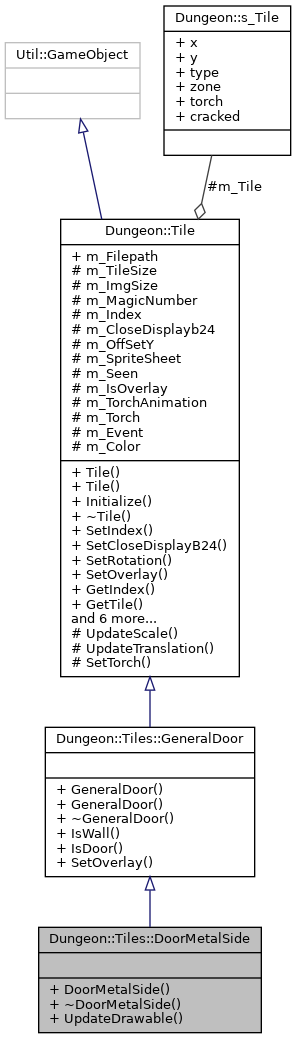 Dungeon::s_Tile
+ x
+ y
+ type
+ zone
+ torch
+ cracked
Util::GameObject
#m_Tile
Dungeon::Tile
+ m_Filepath
# m_TileSize
# m_ImgSize
# m_MagicNumber
# m_Index
# m_CloseDisplayb24
# m_OffSetY
# m_SpriteSheet
# m_Seen
# m_IsOverlay
# m_TorchAnimation
# m_Torch
# m_Event
# m_Color
+ Tile()
+ Tile()
+ Initialize()
+ ~Tile()
+ SetIndex()
+ SetCloseDisplayB24()
+ SetRotation()
+ SetOverlay()
+ GetIndex()
+ GetTile()
and 6 more...
# UpdateScale()
# UpdateTranslation()
# SetTorch()
Dungeon::Tiles::GeneralDoor
+ GeneralDoor()
+ GeneralDoor()
+ ~GeneralDoor()
+ IsWall()
+ IsDoor()
+ SetOverlay()
Dungeon::Tiles::DoorMetalSide
+ DoorMetalSide()
+ ~DoorMetalSide()
+ UpdateDrawable()